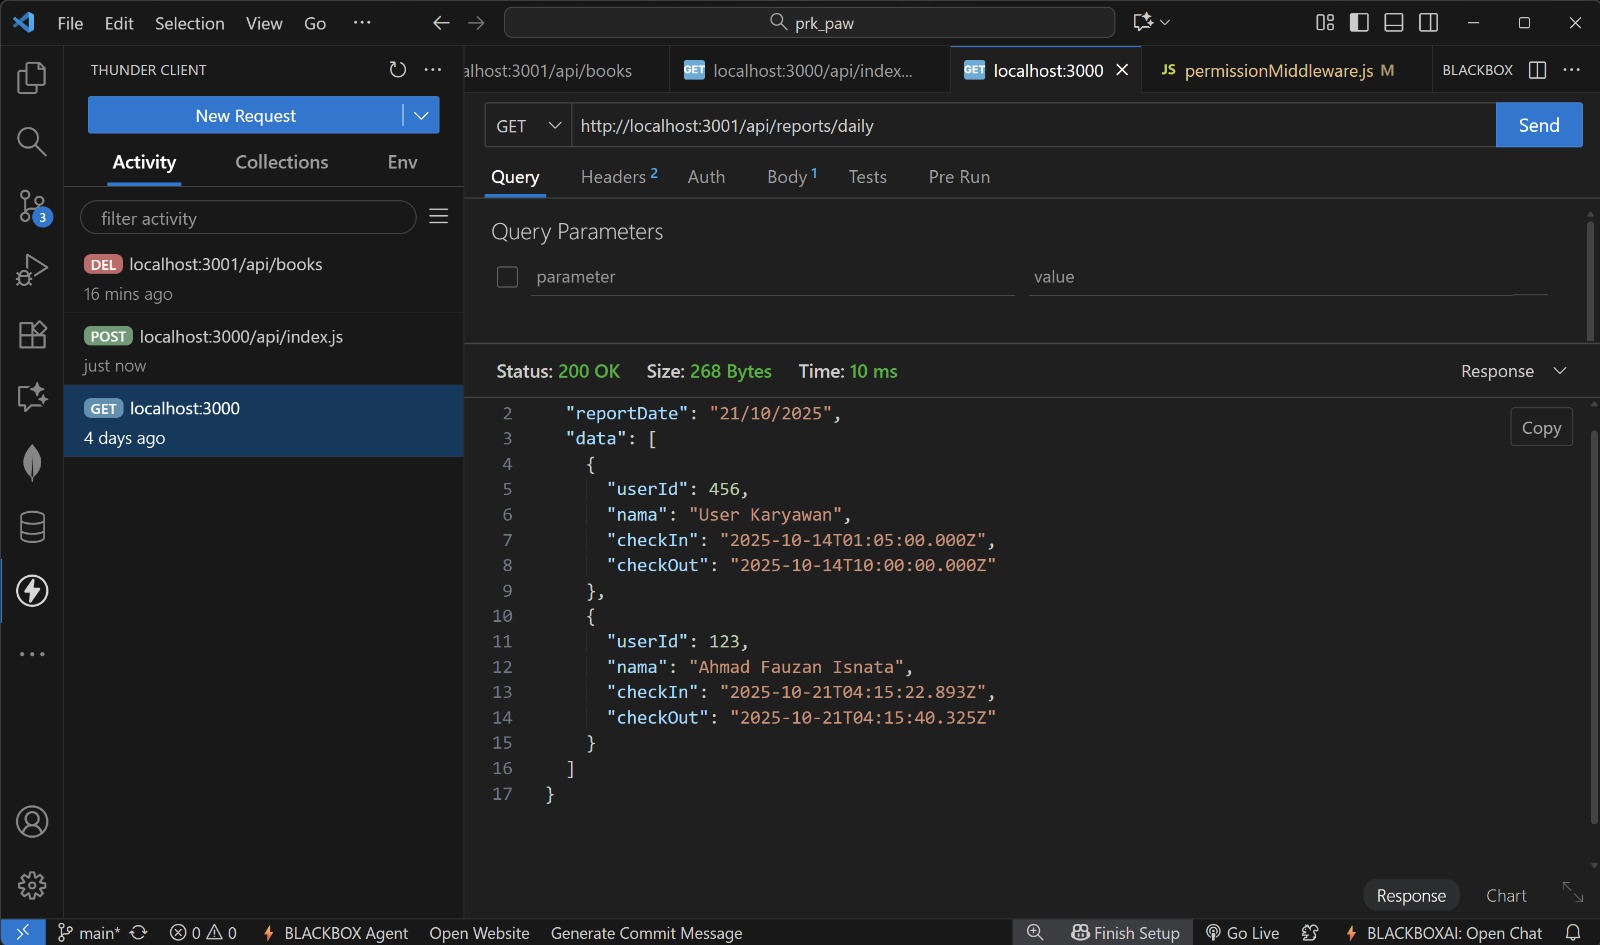 File Edit Selection View Go ··· prk_paw
THUNDER CLIENT ···
New Request
Activity Collections Env
filter activity
DEL localhost:3001/api/books
16 mins ago
POST localhost:3000/api/index.js
just now
GET localhost:3000
4 days ago
3
alhost:3001/api/books GET localhost:3000/api/index... GET localhost:3000 JS permissionMiddleware.js M BLACKBOX ···
GET http://localhost:3001/api/reports/daily Send
Query Headers 2 Auth Body 1 Tests Pre Run
Query Parameters
parameter value
Status: 200 OK Size: 268 Bytes Time: 10 ms Response
Copy
2 "reportDate": "21/10/2025",
3 "data": [
4 {
5 "userId": 456,
6 "nama": "User Karyawan",
7 "checkIn": "2025-10-14T01:05:00.000Z",
8 "checkOut": "2025-10-14T10:00:00.000Z"
9 },
10 {
11 "userId": 123,
12 "nama": "Ahmad Fauzan Isnata",
13 "checkIn": "2025-10-21T04:15:22.893Z",
14 "checkOut": "2025-10-21T04:15:40.325Z"
15 }
16 ]
17 }
Response Chart
main* 0 0 BLACKBOX Agent Open Website Generate Commit Message Finish Setup Go Live BLACKBOXAI: Open Chat